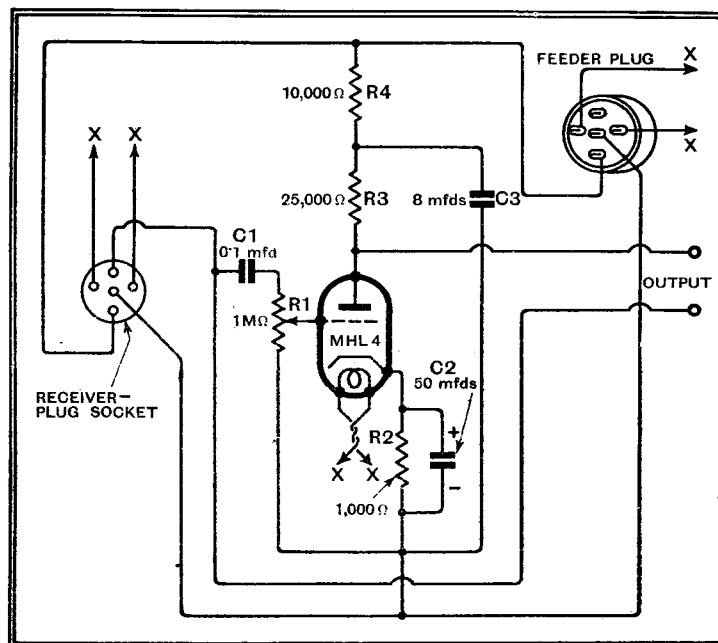 FEEDER PLUG
X
X
10,000 Ω R4
X X
25,000 Ω R3
8 mfds C3
C1
0·1 mfd
R1
1MΩ
OUTPUT
MHL 4
RECEIVER-
PLUG SOCKET
C2
50 mfds
R2
+
X X
-
1,000 Ω